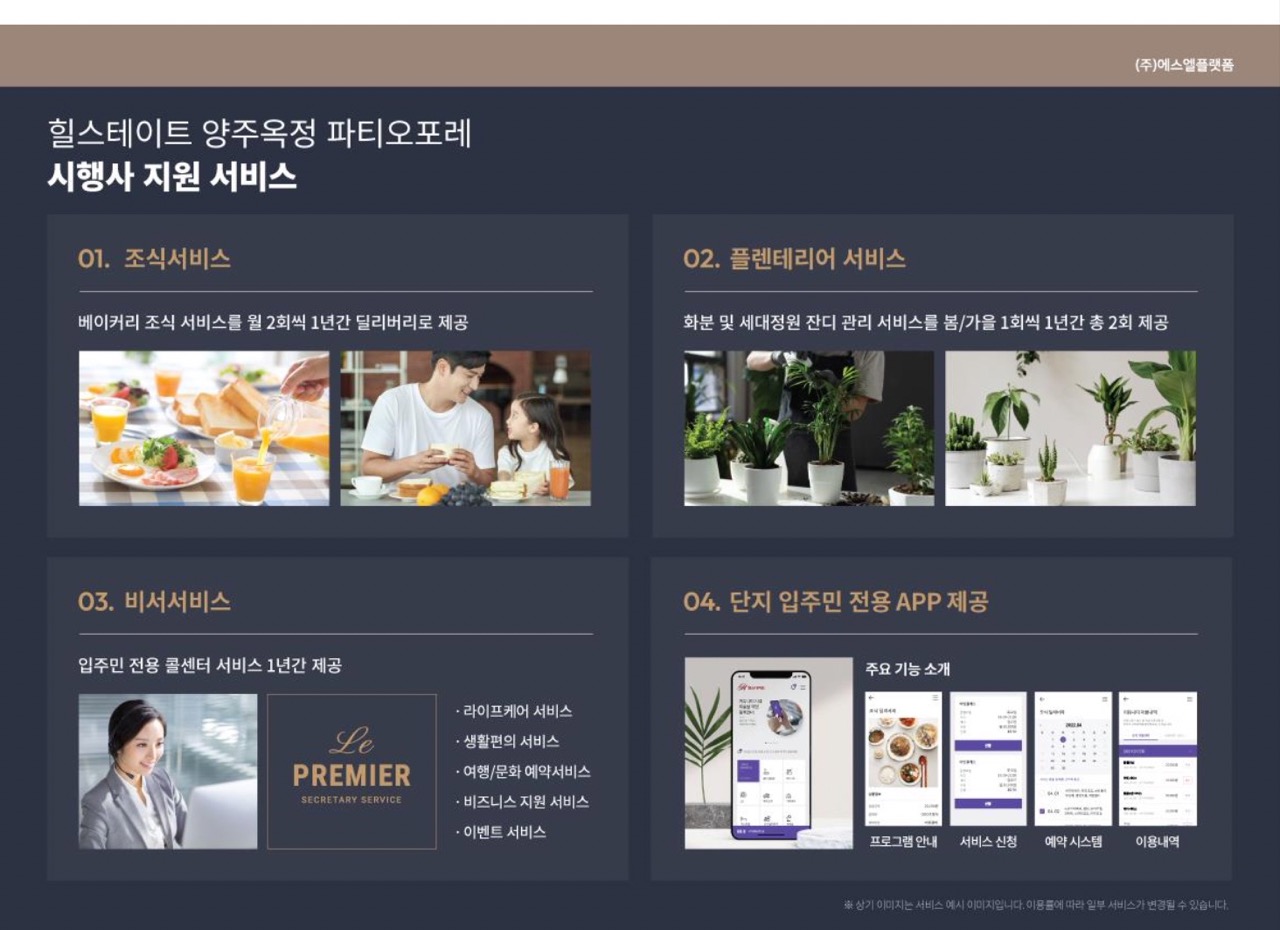 (주)에스엘플랫폼
힐스테이트 양주옥정 파티오포레
시행사 지원 서비스
01. 조식서비스
베이커리 조식 서비스를 월 2회씩 1년간 딜리버리로 제공
02. 플렌테리어 서비스
화분 및 세대정원 잔디 관리 서비스를 봄/가을 1회씩 1년간 총 2회 제공
03. 비서서비스
입주민 전용 콜센터 서비스 1년간 제공
Le
PREMIER
SECRETARY SERVICE
· 라이프케어 서비스
· 생활편의 서비스
· 여행/문화 예약서비스
· 비즈니스 지원 서비스
· 이벤트 서비스
04. 단지 입주민 전용 APP 제공
주요 기능 소개
2022.04
프로그램 안내
서비스 신청
예약 시스템
이용내역
※ 상기 이미지는 서비스 예시 이미지입니다. 이용률에 따라 일부 서비스가 변경될 수 있습니다.